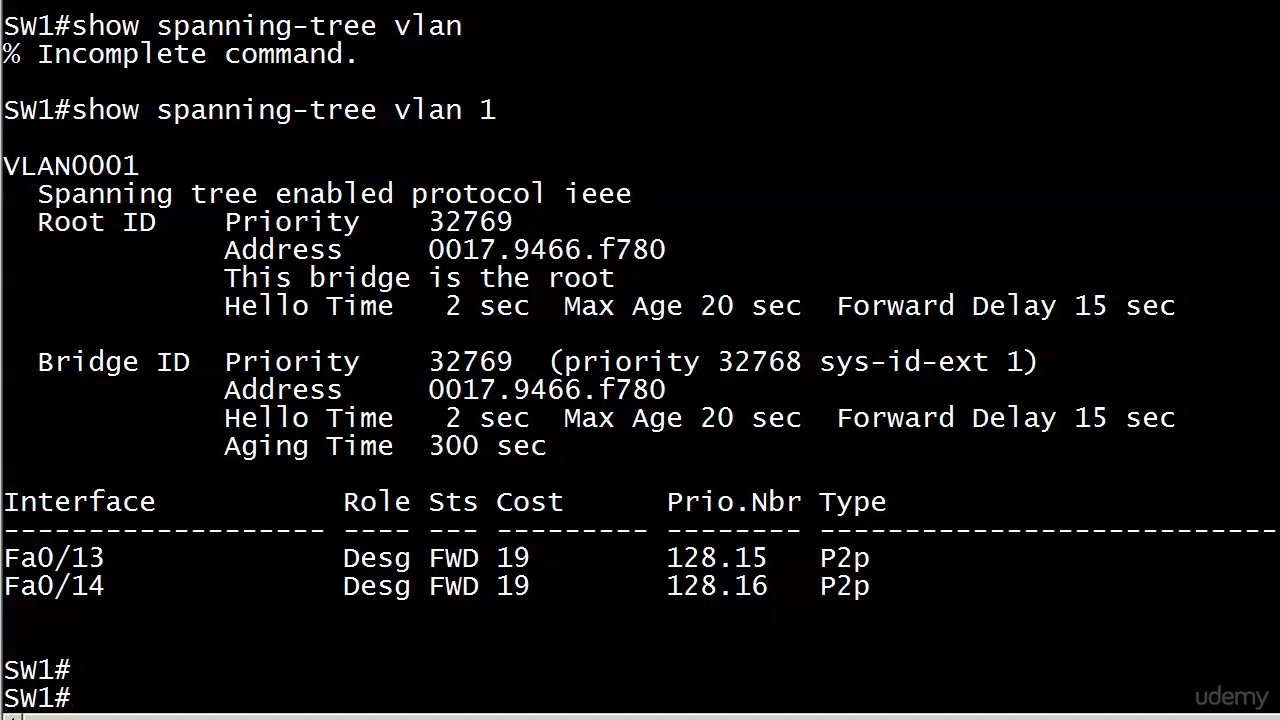 SW1#show spanning-tree vlan
% Incomplete command.
SW1#show spanning-tree vlan 1
VLAN0001
  Spanning tree enabled protocol ieee
  Root ID    Priority    32769
             Address     0017.9466.f780
             This bridge is the root
             Hello Time   2 sec  Max Age 20 sec  Forward Delay 15 sec
  Bridge ID  Priority    32769  (priority 32768 sys-id-ext 1)
             Address     0017.9466.f780
             Hello Time   2 sec  Max Age 20 sec  Forward Delay 15 sec
             Aging Time  300 sec
Interface           Role Sts Cost      Prio.Nbr Type
------------------- ---- --- --------- -------- ---------------------------
Fa0/13              Desg FWD 19        128.15   P2p
Fa0/14              Desg FWD 19        128.16   P2p
SW1#
SW1#
udemy